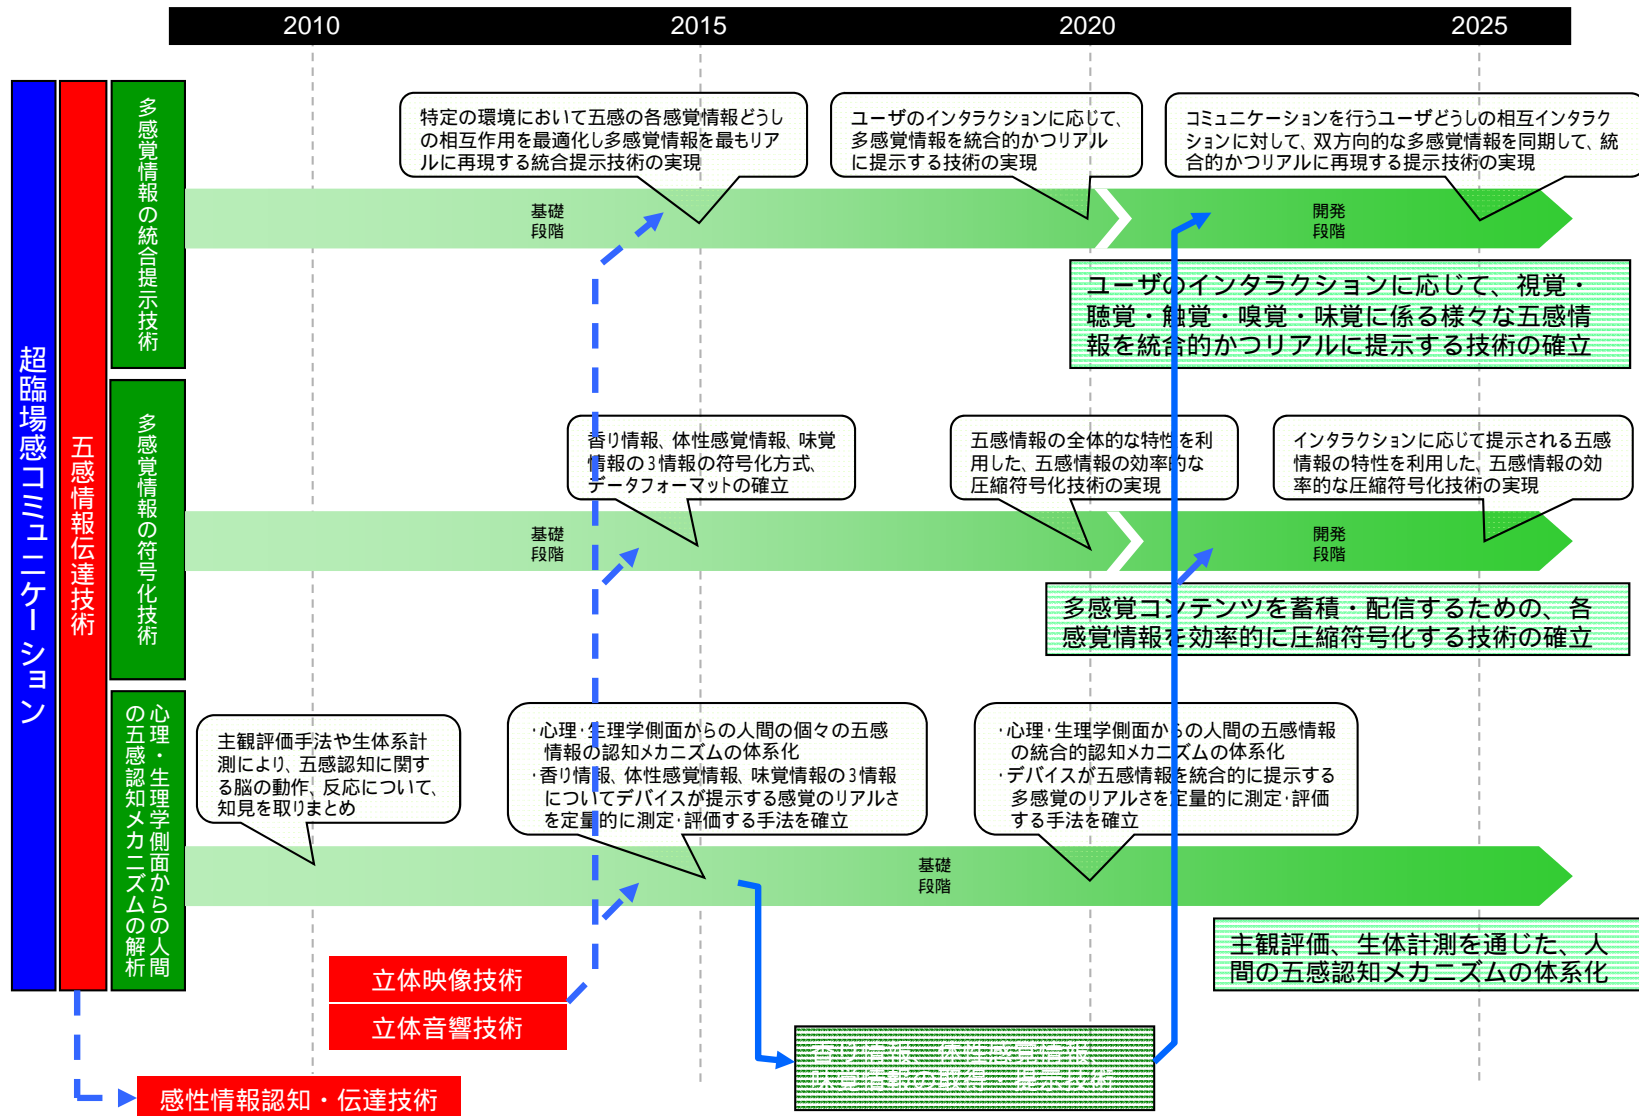 2010
2015
2020
2025
超臨場感コミュニケーション
五感情報伝達技術
多感覚情報の統合提示技術
特定の環境において五感の各感覚情報どうし
の相互作用を最適化し多感覚情報を最もリア
ルに再現する統合提示技術の実現
ユーザのインタラクションに応じて、
多感覚情報を統合的かつリアル
に提示する技術の実現
コミュニケーションを行うユーザどうしの相互インタラク
ションに対して、双方向的な多感覚情報を同期して、統
合的かつリアルに再現する提示技術の実現
基礎
段階
開発
段階
ユーザのインタラクションに応じて、視覚・
聴覚・触覚・嗅覚・味覚に係る様々な五感情
報を統合的かつリアルに提示する技術の確立
多感覚情報の符号化技術
香り情報、体性感覚情報、味覚
情報の3情報の符号化方式、
データフォーマットの確立
五感情報の全体的な特性を利
用した、五感情報の効率的な
圧縮符号化技術の実現
インタラクションに応じて提示される五感
情報の特性を利用した、五感情報の効
率的な圧縮符号化技術の実現
基礎
段階
開発
段階
多感覚コンテンツを蓄積・配信するための、各
感覚情報を効率的に圧縮符号化する技術の確立
心理・生理学側面からの人間
の五感認知メカニズムの解析
主観評価手法や生体系計
測により、五感認知に関す
る脳の動作、反応について、
知見を取りまとめ
・心理・生理学側面からの人間の個々の五感
情報の認知メカニズムの体系化
・香り情報、体性感覚情報、味覚情報の3情報
についてデバイスが提示する感覚のリアルさ
を定量的に測定・評価する手法を確立
・心理・生理学側面からの人間の五感情報
の統合的認知メカニズムの体系化
・デバイスが五感情報を統合的に提示する
多感覚のリアルさを定量的に測定・評価
する手法を確立
基礎
段階
主観評価、生体計測を通じた、人
間の五感認知メカニズムの体系化
立体映像技術
立体音響技術
香り情報、体性感覚情報、
味覚情報の取得・
技術
感性情報認知・伝達技術